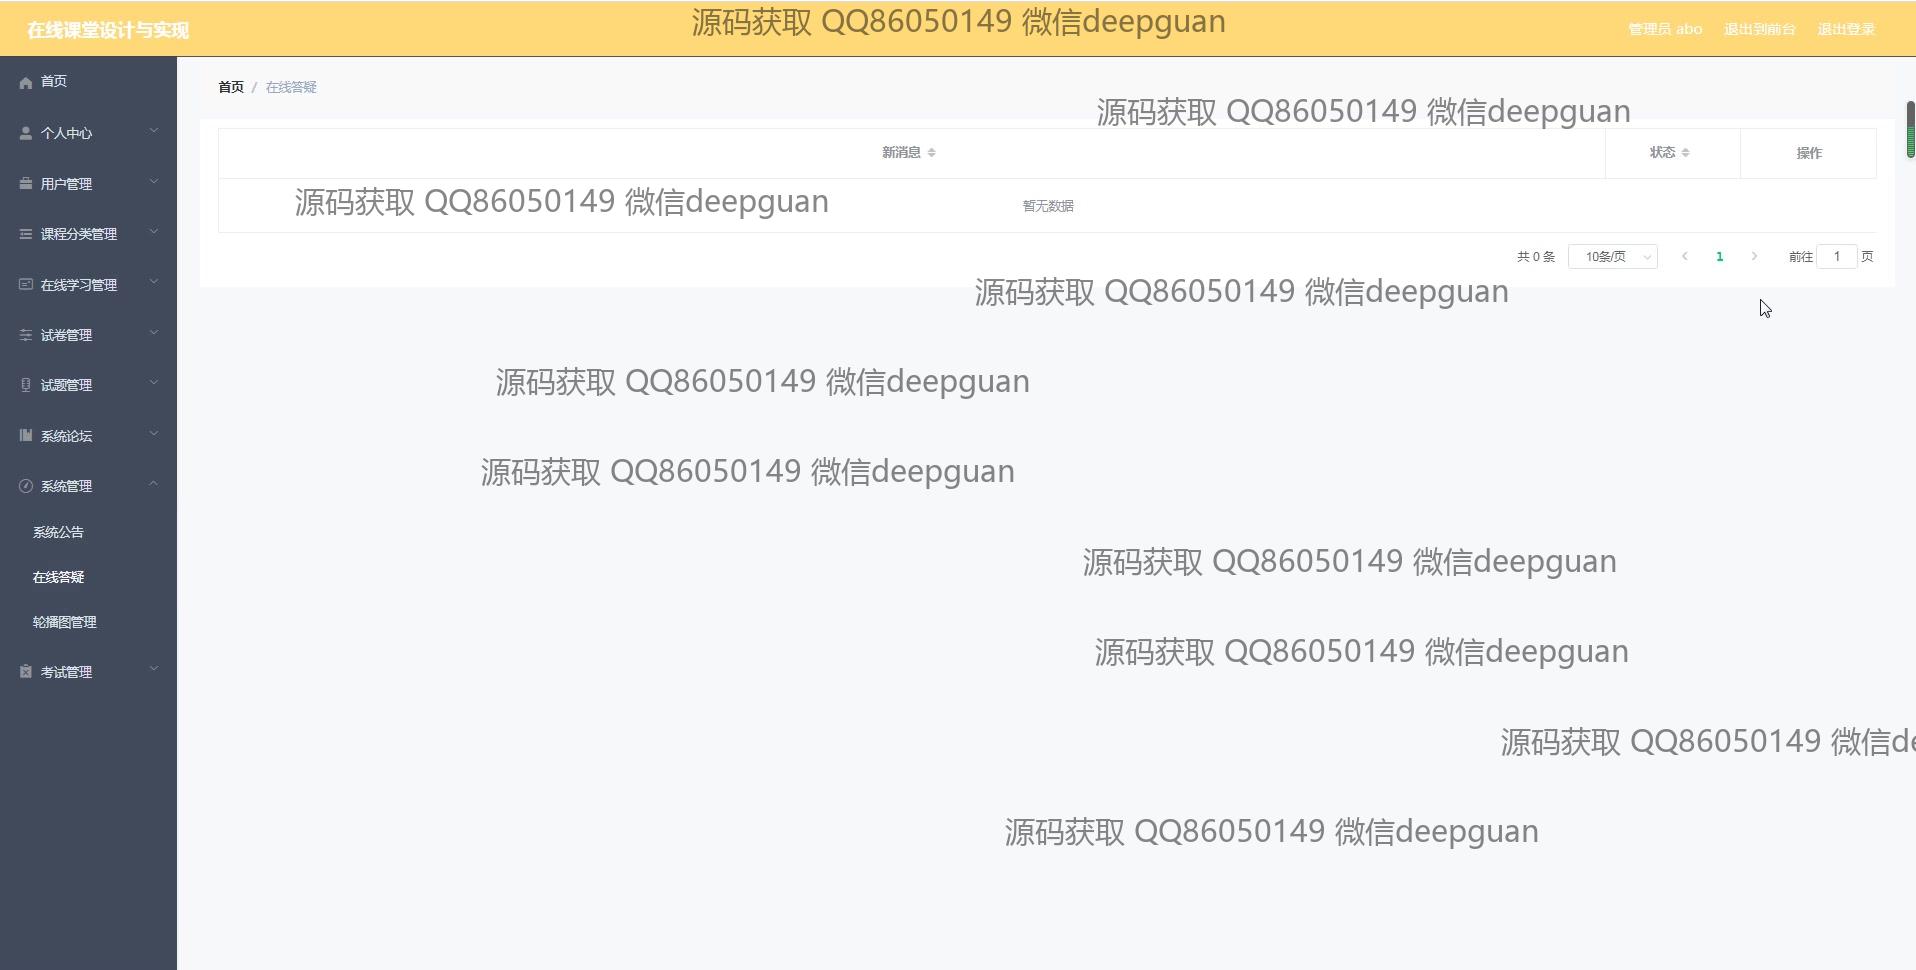 在线课堂设计与实现
源码获取 QQ86050149 微信deepguan
管理员 abo 退出到前台 退出登录
首页
个人中心
用户管理
课程分类管理
在线学习管理
试卷管理
试题管理
系统论坛
系统管理
系统公告
在线答疑
轮播图管理
考试管理
首页 / 在线答疑
源码获取 QQ86050149 微信deepguan
新消息 状态 操作
源码获取 QQ86050149 微信deepguan
暂无数据
共 0 条 10条/页 1 前往 1 页
源码获取 QQ86050149 微信deepguan
源码获取 QQ86050149 微信deepguan
源码获取 QQ86050149 微信deepguan
源码获取 QQ86050149 微信deepguan
源码获取 QQ86050149 微信deepguan
源码获取 QQ86050149 微信de
源码获取 QQ86050149 微信deepguan